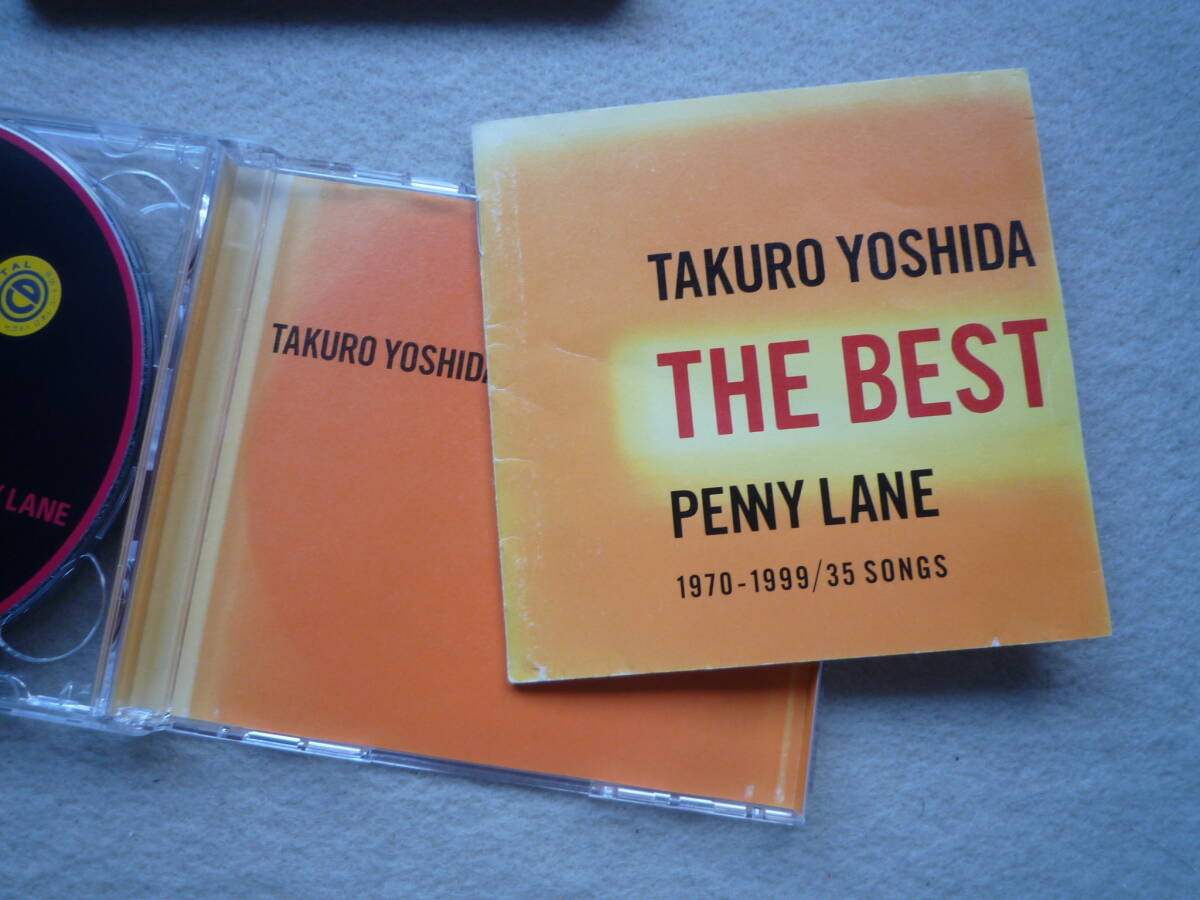 LANE
TAKURO YOSHIDA
TAKURO YOSHIDA
THE BEST
PENNY LANE
1970-1999/35 SONGS